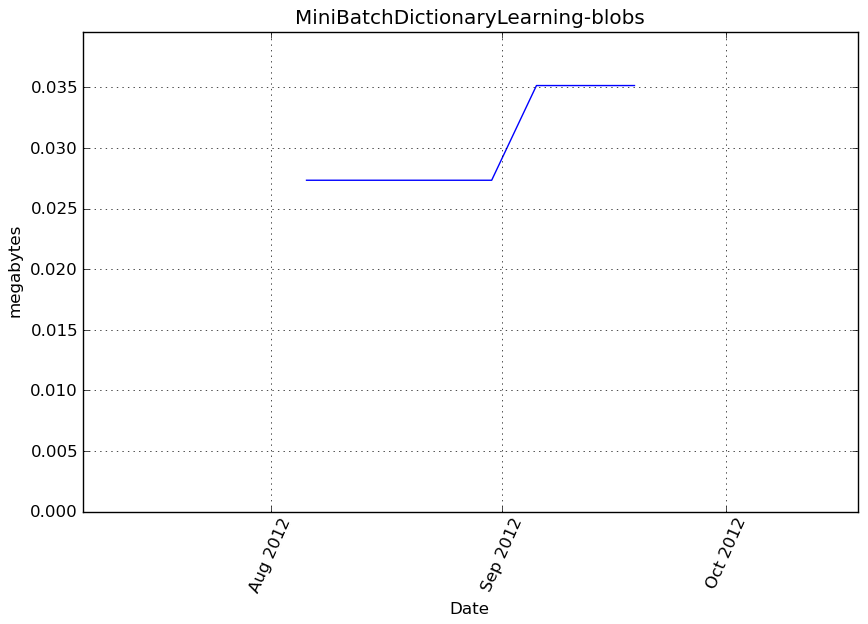 MiniBatchDictionaryLearning-blobs
megabytes
0.035
0.030
0.025
0.020
0.015
0.010
0.005
0.000
Aug 2012
Sep 2012
Oct 2012
Date